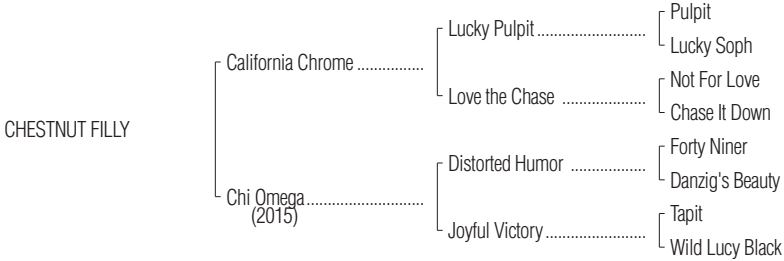 Pulpit
Lucky Pulpit ..........................
Lucky Soph
California Chrome ................
Not For Love
Love the Chase ....................
Chase It Down
CHESTNUT FILLY
Forty Niner
Distorted Humor ..................
Danzig's Beauty
Chi Omega............................
(2015)
Tapit
Joyful Victory ........................
Wild Lucy Black